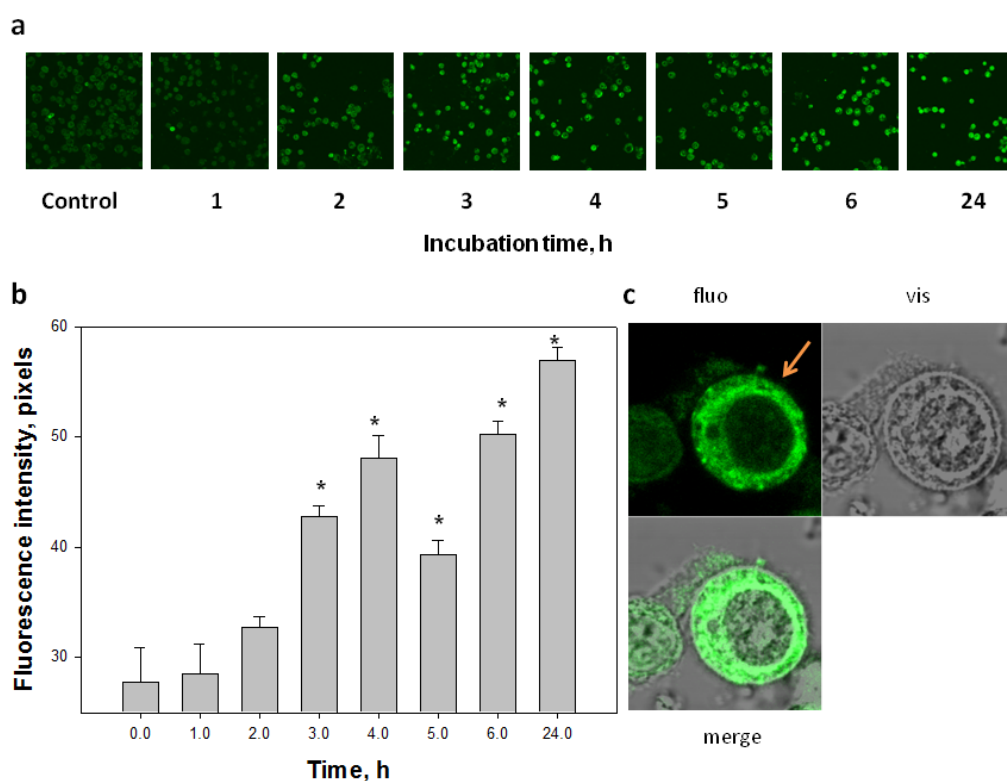 a
Control 1 2 3 4 5 6 24
Incubation time, h
b
Fluorescence intensity, pixels
60
50
40
30
* * * * *
0.0 1.0 2.0 3.0 4.0 5.0 6.0 24.0
Time, h
c
fluo vis
merge